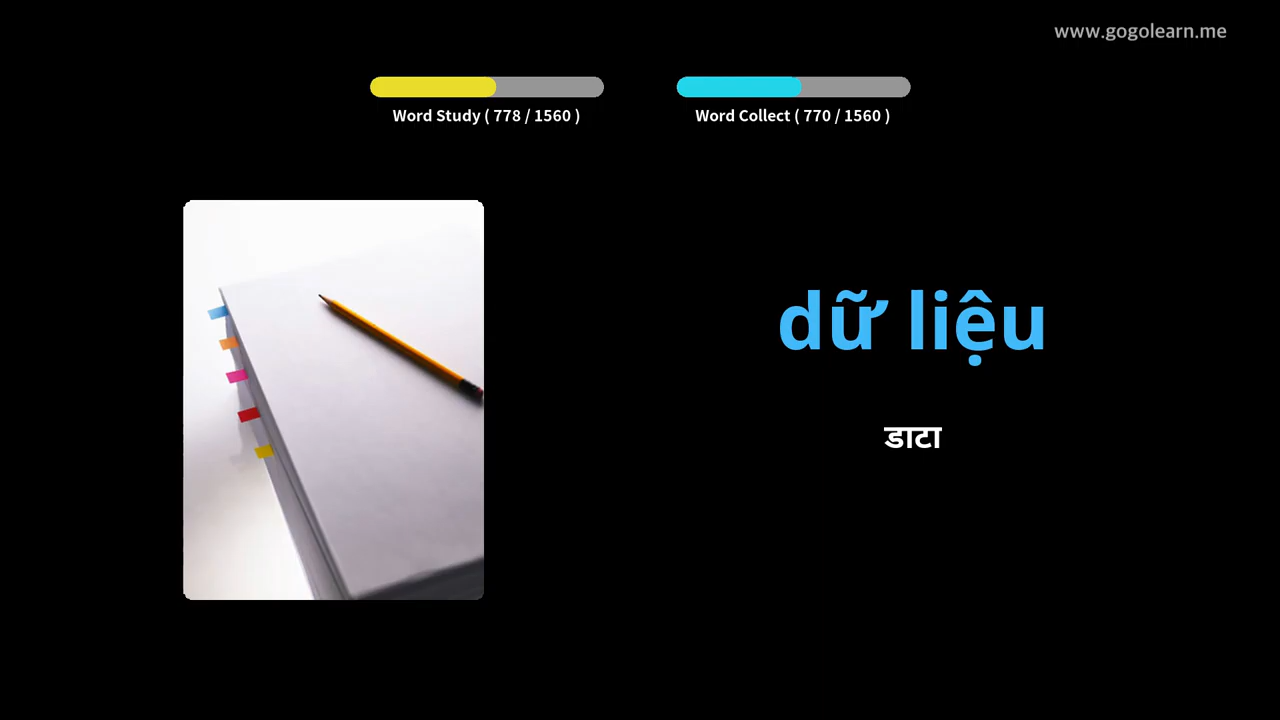 www.gogolearn.me
Word Study ( 778 / 1560 )
Word Collect ( 770 / 1560 )
dữ liệu
डाटा